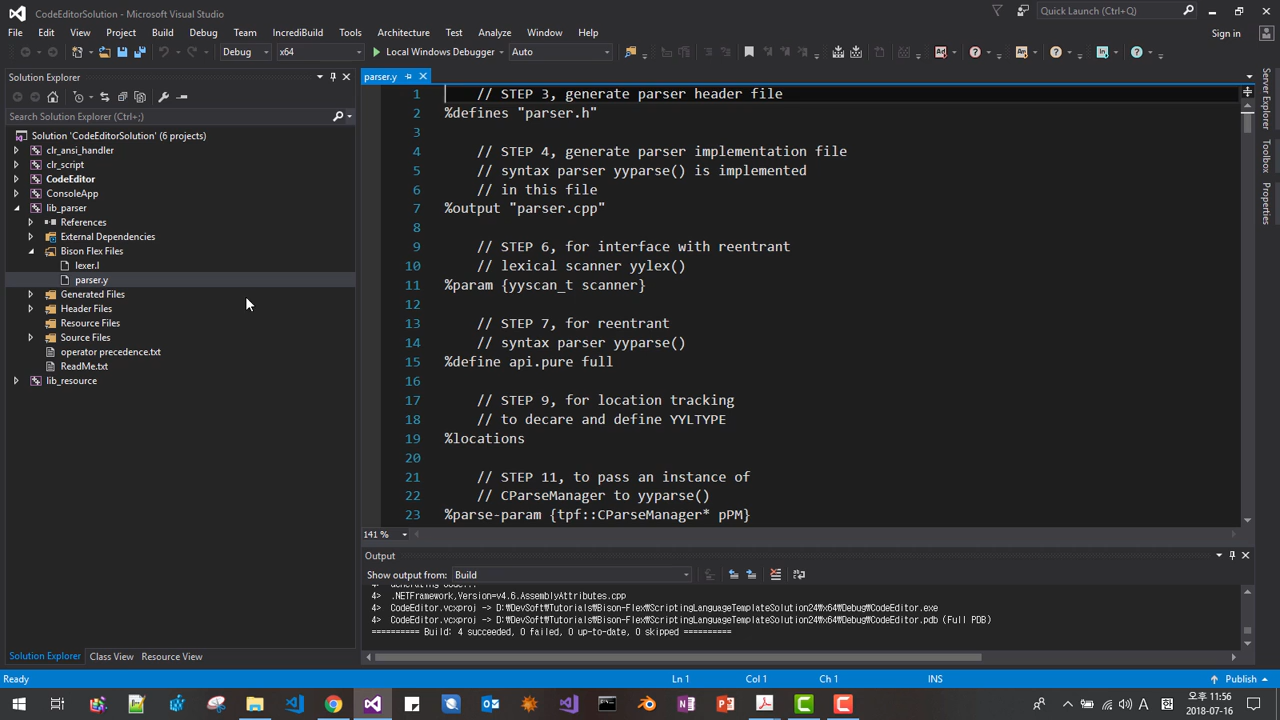 CodeEditorSolution - Microsoft Visual Studio
Quick Launch (Ctrl+Q)
File Edit View Project Build Debug Team IncrediBuild Tools Architecture Test Analyze Window Help
Sign in
Debug x64 Local Windows Debugger Auto
Solution Explorer
Search Solution Explorer (Ctrl+;)
Solution 'CodeEditorSolution' (6 projects)
clr_ansi_handler
clr_script
CodeEditor
ConsoleApp
lib_parser
References
External Dependencies
Bison Flex Files
lexer.l
parser.y
Generated Files
Header Files
Resource Files
Source Files
operator precedence.txt
ReadMe.txt
lib_resource
Solution Explorer Class View Resource View
parser.y
1 // STEP 3, generate parser header file
2 %defines "parser.h"
3
4 // STEP 4, generate parser implementation file
5 // syntax parser yyparse() is implemented
6 // in this file
7 %output "parser.cpp"
8
9 // STEP 6, for interface with reentrant
10 // lexical scanner yylex()
11 %param {yyscan_t scanner}
12
13 // STEP 7, for reentrant
14 // syntax parser yyparse()
15 %define api.pure full
16
17 // STEP 9, for location tracking
18 // to decare and define YYLTYPE
19 %locations
20
21 // STEP 11, to pass an instance of
22 // CParseManager to yyparse()
23 %parse-param {tpf::CParseManager* pPM}
141 %
Output
Show output from: Build
4> Generating Code...
4> .NETFramework,Version=v4.6.AssemblyAttributes.cpp
4> CodeEditor.vcxproj -> D:₩DevSoft₩Tutorials₩Bison-Flex₩ScriptingLanguageTemplateSolution24₩x64₩Debug₩CodeEditor.exe
4> CodeEditor.vcxproj -> D:₩DevSoft₩Tutorials₩Bison-Flex₩ScriptingLanguageTemplateSolution24₩x64₩Debug₩CodeEditor.pdb (Full PDB)
========== Build: 4 succeeded, 0 failed, 0 up-to-date, 0 skipped ==========
Server Explorer
Toolbox
Properties
Ready Ln 1 Col 1 Ch 1 INS Publish
오후 11:56
2018-07-16